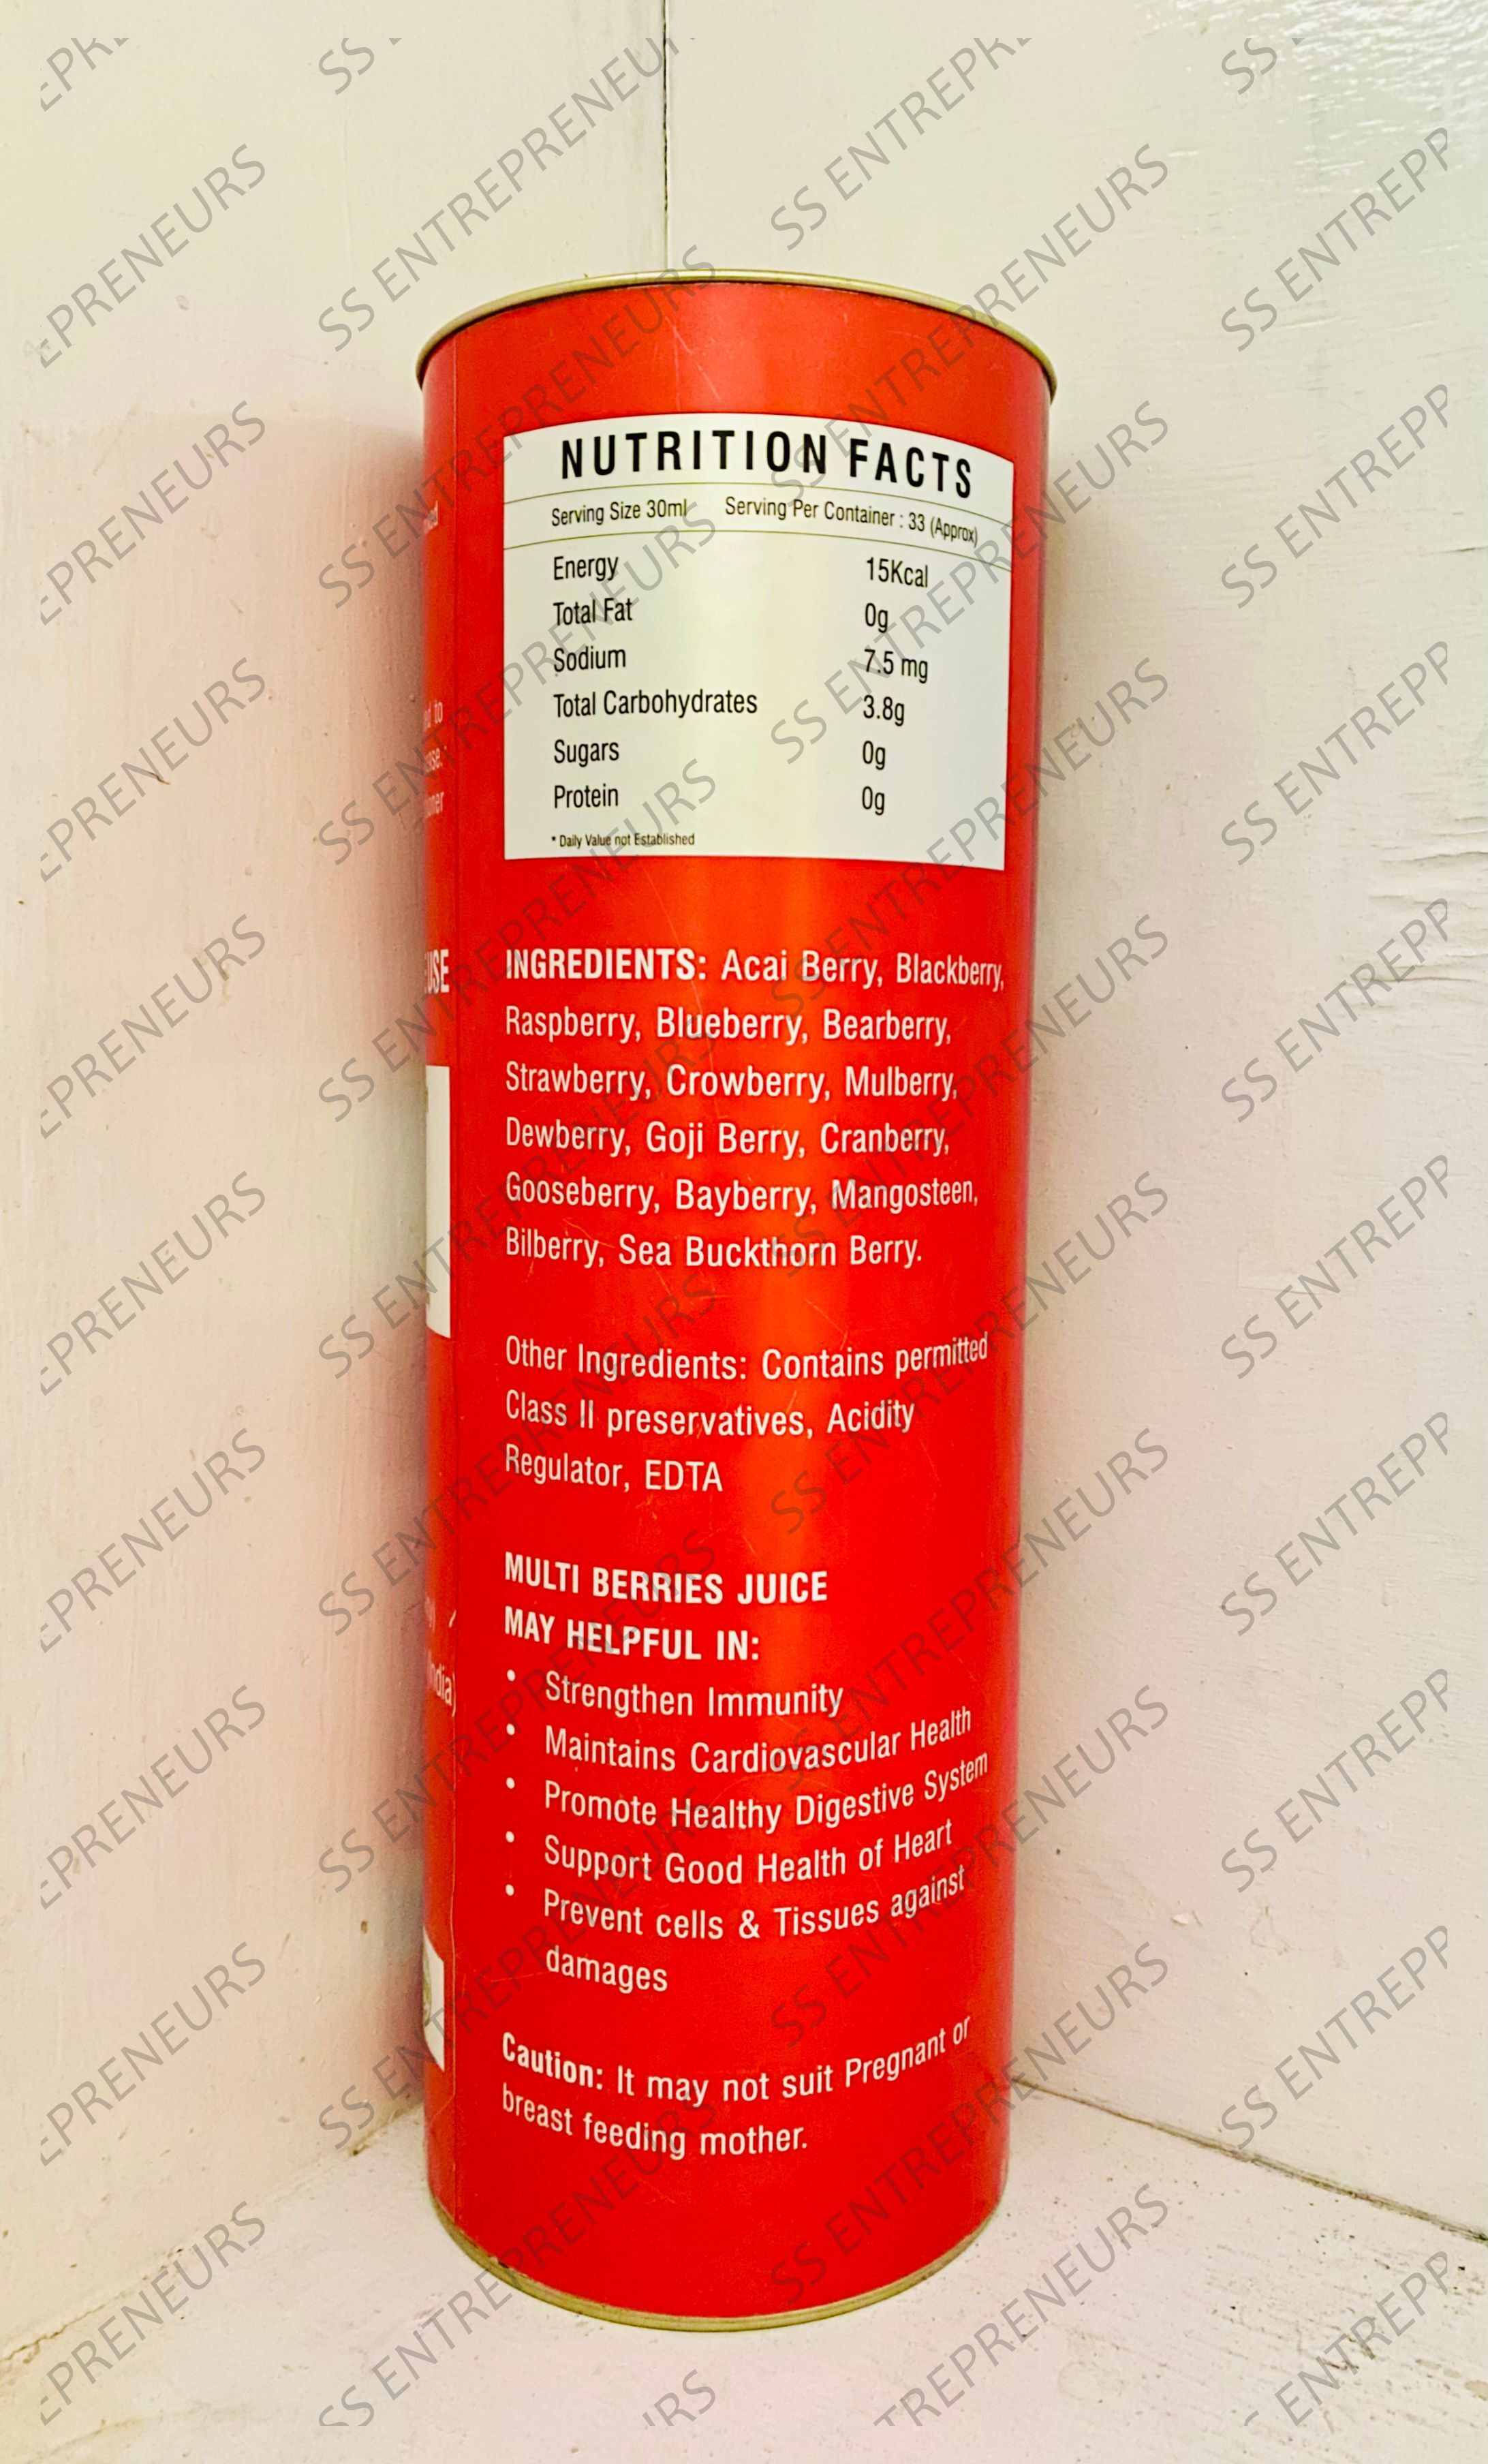 NUTRITION FACTS
Serving Size 30ml Serving Per Container : 33 (Approx)
Energy 15Kcal
Total Fat 0g
Sodium 7.5 mg
Total Carbohydrates 3.8g
Sugars 0g
Protein 0g
* Daily Value not Established
INGREDIENTS: Acai Berry, Blackberry,
Raspberry, Blueberry, Bearberry,
Strawberry, Crowberry, Mulberry,
Dewberry, Goji Berry, Cranberry,
Gooseberry, Bayberry, Mangosteen,
Bilberry, Sea Buckthorn Berry.
Other Ingredients: Contains permitted
Class II preservatives, Acidity
Regulator, EDTA
MULTI BERRIES JUICE
MAY HELPFUL IN:
• Strengthen Immunity
• Maintains Cardiovascular Health
• Promote Healthy Digestive System
• Support Good Health of Heart
• Prevent cells & Tissues against
damages
Caution: It may not suit Pregnant or
breast feeding mother.
SS ENTREPRENEURS